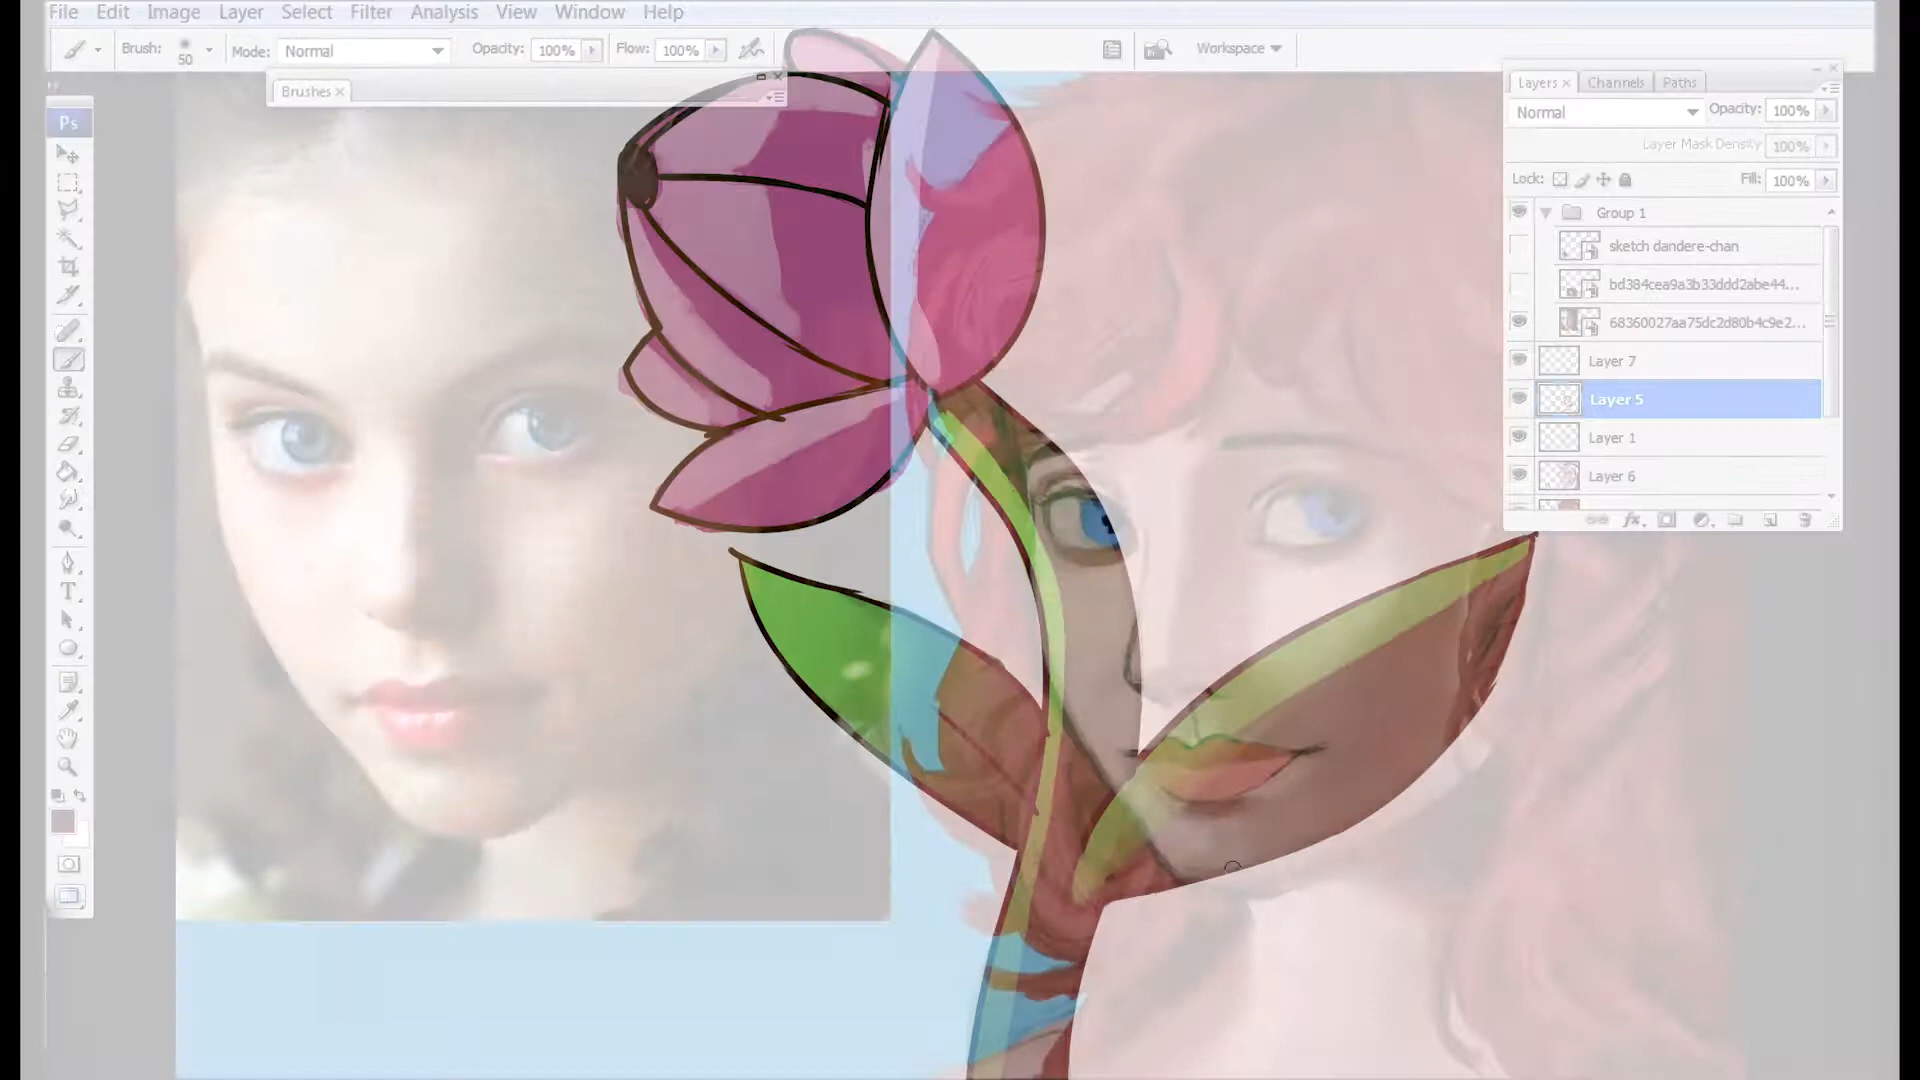 File Edit Image Layer Select Filter Analysis View Window Help
Brush: 50 Mode: Normal Opacity: 100% Flow: 100% Workspace
Brushes
Ps
Layers Channels Paths
Normal Opacity: 100%
Layer Mask Density 100%
Lock: Fill: 100%
Group 1
sketch dandere-chan
bd384cea9a3b33ddd2abe44...
68360027aa75dc2d80b4c9e2...
Layer 7
Layer 5
Layer 1
Layer 6